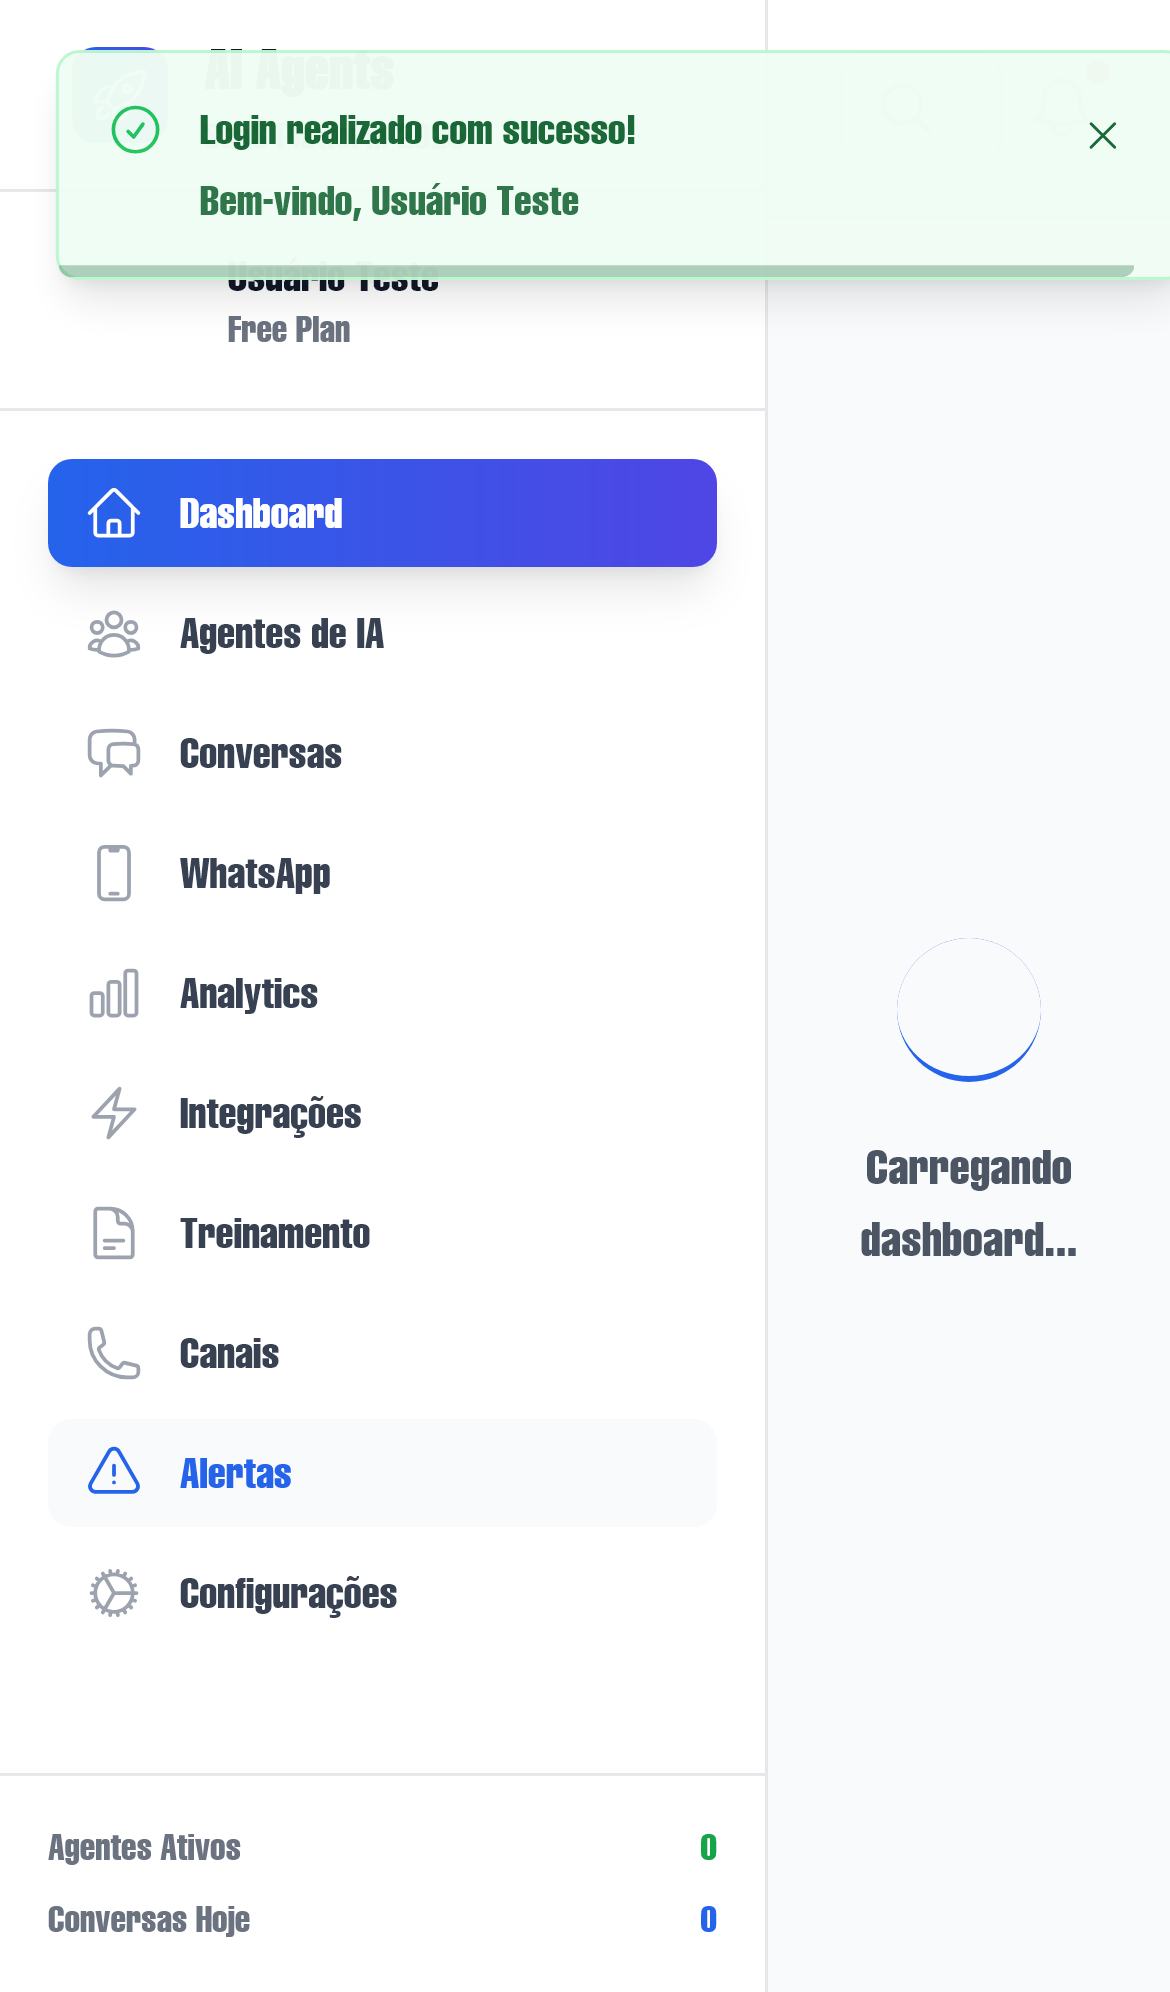 AI Agents
Login realizado com sucesso!
Bem-vindo, Usuário Teste
Usuário Teste
Free Plan
Dashboard
Agentes de IA
Conversas
WhatsApp
Analytics
Integrações
Treinamento
Canais
Alertas
Configurações
Carregando
dashboard...
Agentes Ativos 0
Conversas Hoje 0